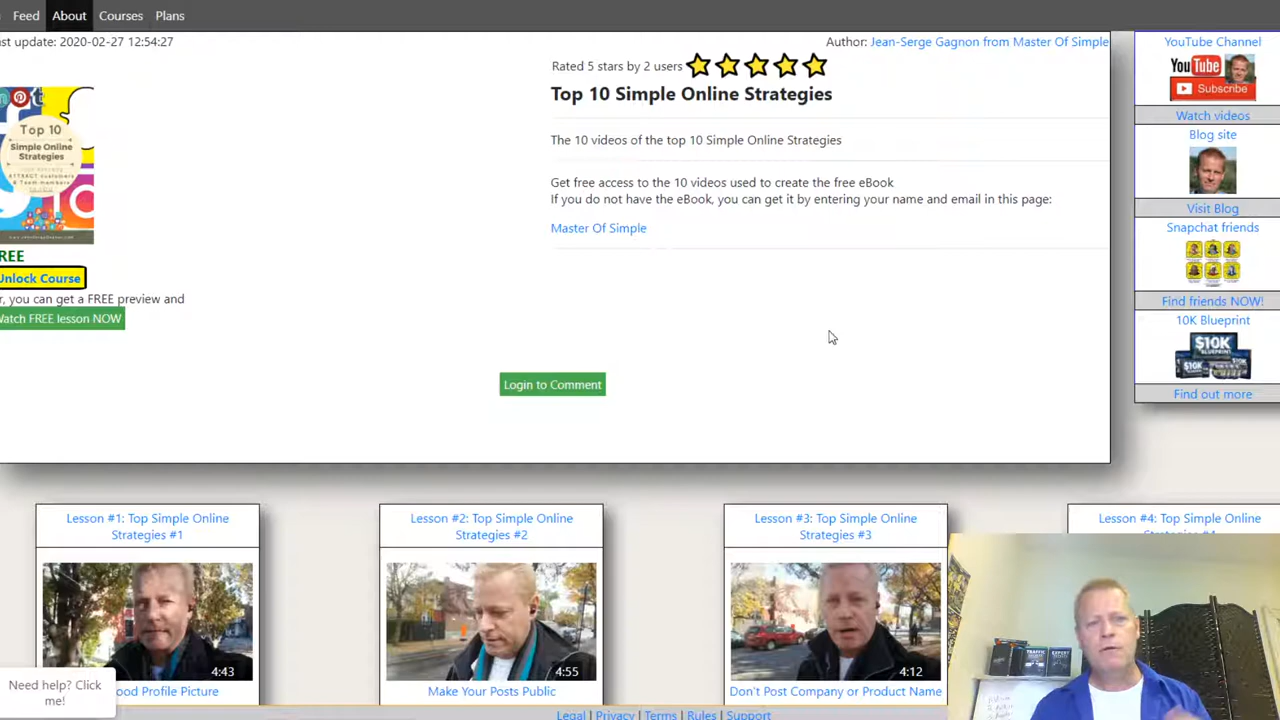 Feed About Courses Plans
ast update: 2020-02-27 12:54:27
Author: Jean-Serge Gagnon from Master Of Simple
Rated 5 stars by 2 users
Top 10 Simple Online Strategies
The 10 videos of the top 10 Simple Online Strategies
Get free access to the 10 videos used to create the free eBook
If you do not have the eBook, you can get it by entering your name and email in this page:
Master Of Simple
Top 10
Simple Online
Strategies
REE
Unlock Course
r, you can get a FREE preview and
Watch FREE lesson NOW
Login to Comment
YouTube Channel
YouTube
Subscribe
Watch videos
Blog site
Visit Blog
Snapchat friends
Find friends NOW!
10K Blueprint
$10K
$10K
Find out more
Lesson #1: Top Simple Online
Strategies #1
4:43
ood Profile Picture
Lesson #2: Top Simple Online
Strategies #2
4:55
Make Your Posts Public
Lesson #3: Top Simple Online
Strategies #3
4:12
Don't Post Company or Product Name
Lesson #4: Top Simple Online
Need help? Click
me!
TRAFFIC
EXPERT
Legal | Privacy | Terms | Rules | Support